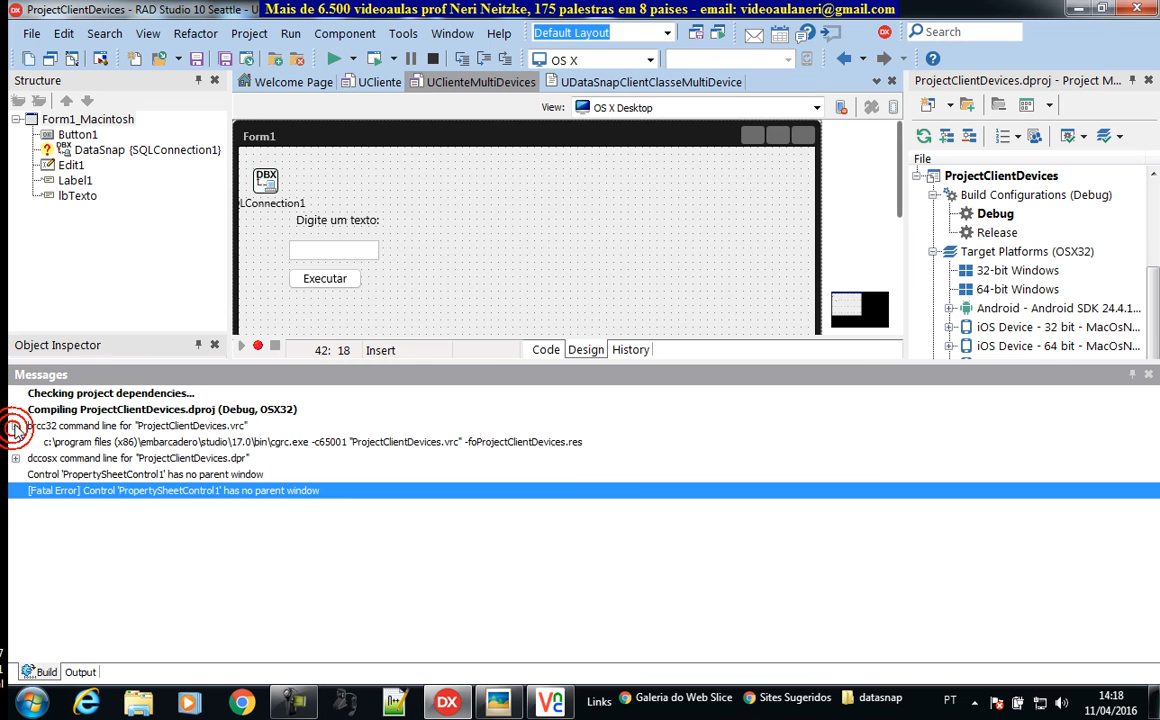 Mais de 6.500 videoaulas prof Neri Neitzke, 175 palestras em 8 paises - email: videoaulaneri@gmail.com
ProjectClientDevices - RAD Studio 10 Seattle - U
File Edit Search View Refactor Project Run Component Tools Window Help
Default Layout
Search
OS X
Structure
Form1_Macintosh
Button1
DataSnap {SQLConnection1}
Edit1
Label1
lbTexto
Object Inspector
Welcome Page UCliente UClienteMultiDevices UDataSnapClientClasseMultiDevice
View: OS X Desktop
Form1
DBX
LConnection1
Digite um texto:
Executar
42: 18 Insert
Code Design History
ProjectClientDevices.dproj - Project M...
File
ProjectClientDevices
Build Configurations (Debug)
Debug
Release
Target Platforms (OSX32)
32-bit Windows
64-bit Windows
Android - Android SDK 24.4.1...
iOS Device - 32 bit - MacOsN...
iOS Device - 64 bit - MacOsN...
Messages
Checking project dependencies...
Compiling ProjectClientDevices.dproj (Debug, OSX32)
brcc32 command line for "ProjectClientDevices.vrc"
c:\program files (x86)\embarcadero\studio\17.0\bin\cgrc.exe -c65001 "ProjectClientDevices.vrc" -foProjectClientDevices.res
dccosx command line for "ProjectClientDevices.dpr"
Control 'PropertySheetControl1' has no parent window
[Fatal Error] Control 'PropertySheetControl1' has no parent window
Build Output
DX
Links Galeria do Web Slice Sites Sugeridos datasnap
PT
14:18
11/04/2016